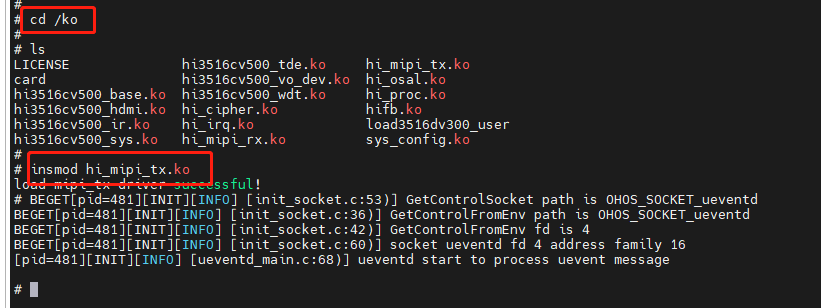 #
# cd /ko
#
# ls
LICENSE hi3516cv500_tde.ko hi_mipi_tx.ko
card hi3516cv500_vo_dev.ko hi_osal.ko
hi3516cv500_base.ko hi3516cv500_wdt.ko hi_proc.ko
hi3516cv500_hdmi.ko hi_cipher.ko hifb.ko
hi3516cv500_ir.ko hi_irq.ko load3516dv300_user
hi3516cv500_sys.ko hi_mipi_rx.ko sys_config.ko
#
# insmod hi_mipi_tx.ko
load mipi_tx driver successful!
# BEGET[pid=481][INIT][INFO] [init_socket.c:53)] GetControlSocket path is OHOS_SOCKET_ueventd
BEGET[pid=481][INIT][INFO] [init_socket.c:36)] GetControlFromEnv path is OHOS_SOCKET_ueventd
BEGET[pid=481][INIT][INFO] [init_socket.c:42)] GetControlFromEnv fd is 4
BEGET[pid=481][INIT][INFO] [init_socket.c:60)] socket ueventd fd 4 address family 16
[pid=481][INIT][INFO] [ueventd_main.c:68)] ueventd start to process uevent message
#